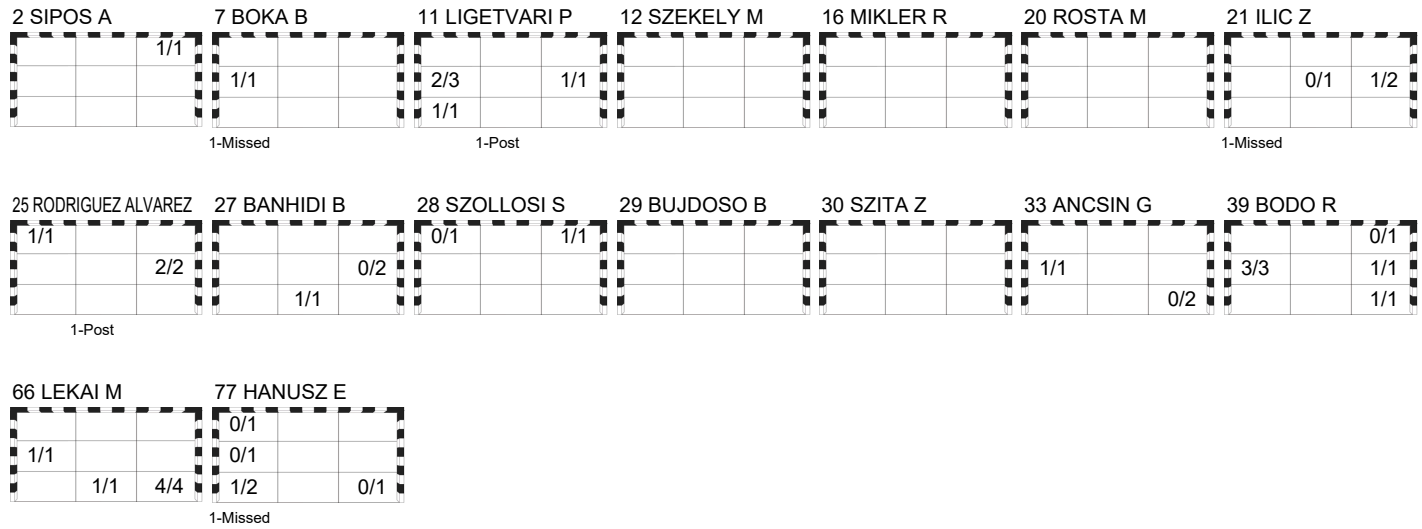 2 SIPOS A 7 BOKA B 11 LIGETVARI P 12 SZEKELY M 16 MIKLER R 20 ROSTA M 21 ILIC Z
1/1
1/1 2/3 1/1 0/1 1/2
1/1
1-Missed 1-Post 1-Missed
25 RODRIGUEZ ALVAREZ 27 BANHIDI B 28 SZOLLOSI S 29 BUJDOSO B 30 SZITA Z 33 ANCSIN G 39 BODO R
1/1 0/1 1/1 0/1
2/2 0/2 1/1 3/3 1/1
1/1 0/2 1/1
1-Post
66 LEKAI M 77 HANUSZ E
0/1
1/1 0/1
1/1 4/4 1/2 0/1
1-Missed